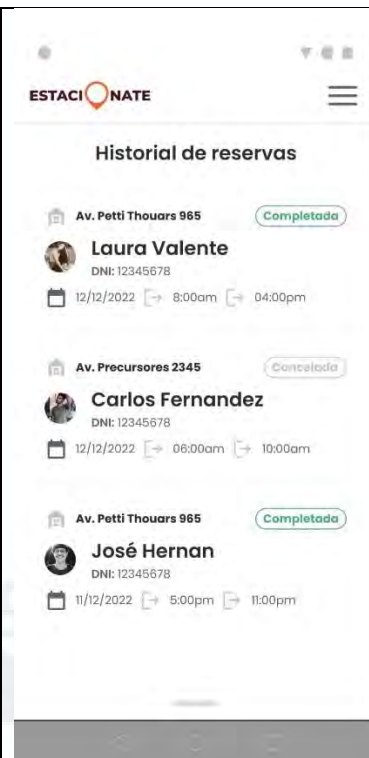 ESTACIONATE
Historial de reservas
Av. Petti Thouars 965 Completada
Laura Valente
DNI: 12345678
12/12/2022 8:00am 04:00pm
Av. Precursores 2345 Cancelada
Carlos Fernandez
DNI: 12345678
12/12/2022 06:00am 10:00am
Av. Petti Thouars 965 Completada
José Hernan
DNI: 12345678
11/12/2022 5:00pm 11:00pm